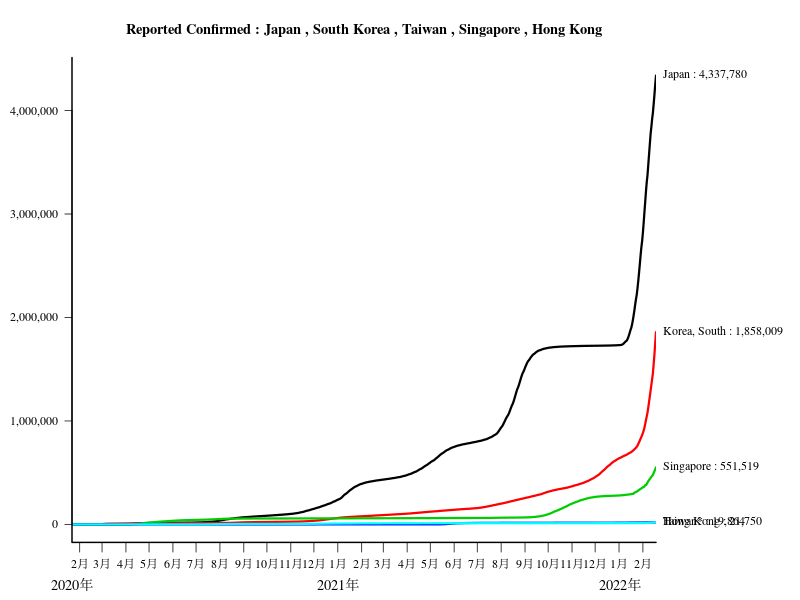 Reported Confirmed : Japan , South Korea , Taiwan , Singapore , Hong Kong
Japan : 4,337,780
4,000,000
3,000,000
2,000,000
Korea, South : 1,858,009
1,000,000
Singapore : 551,519
0
2月 3月 4月 5月 6月 7月 8月 9月 10月 11月 12月 1月 2月 3月 4月 5月 6月 7月 8月 9月 10月 11月 12月 1月 2月
2020年 2021年 2022年